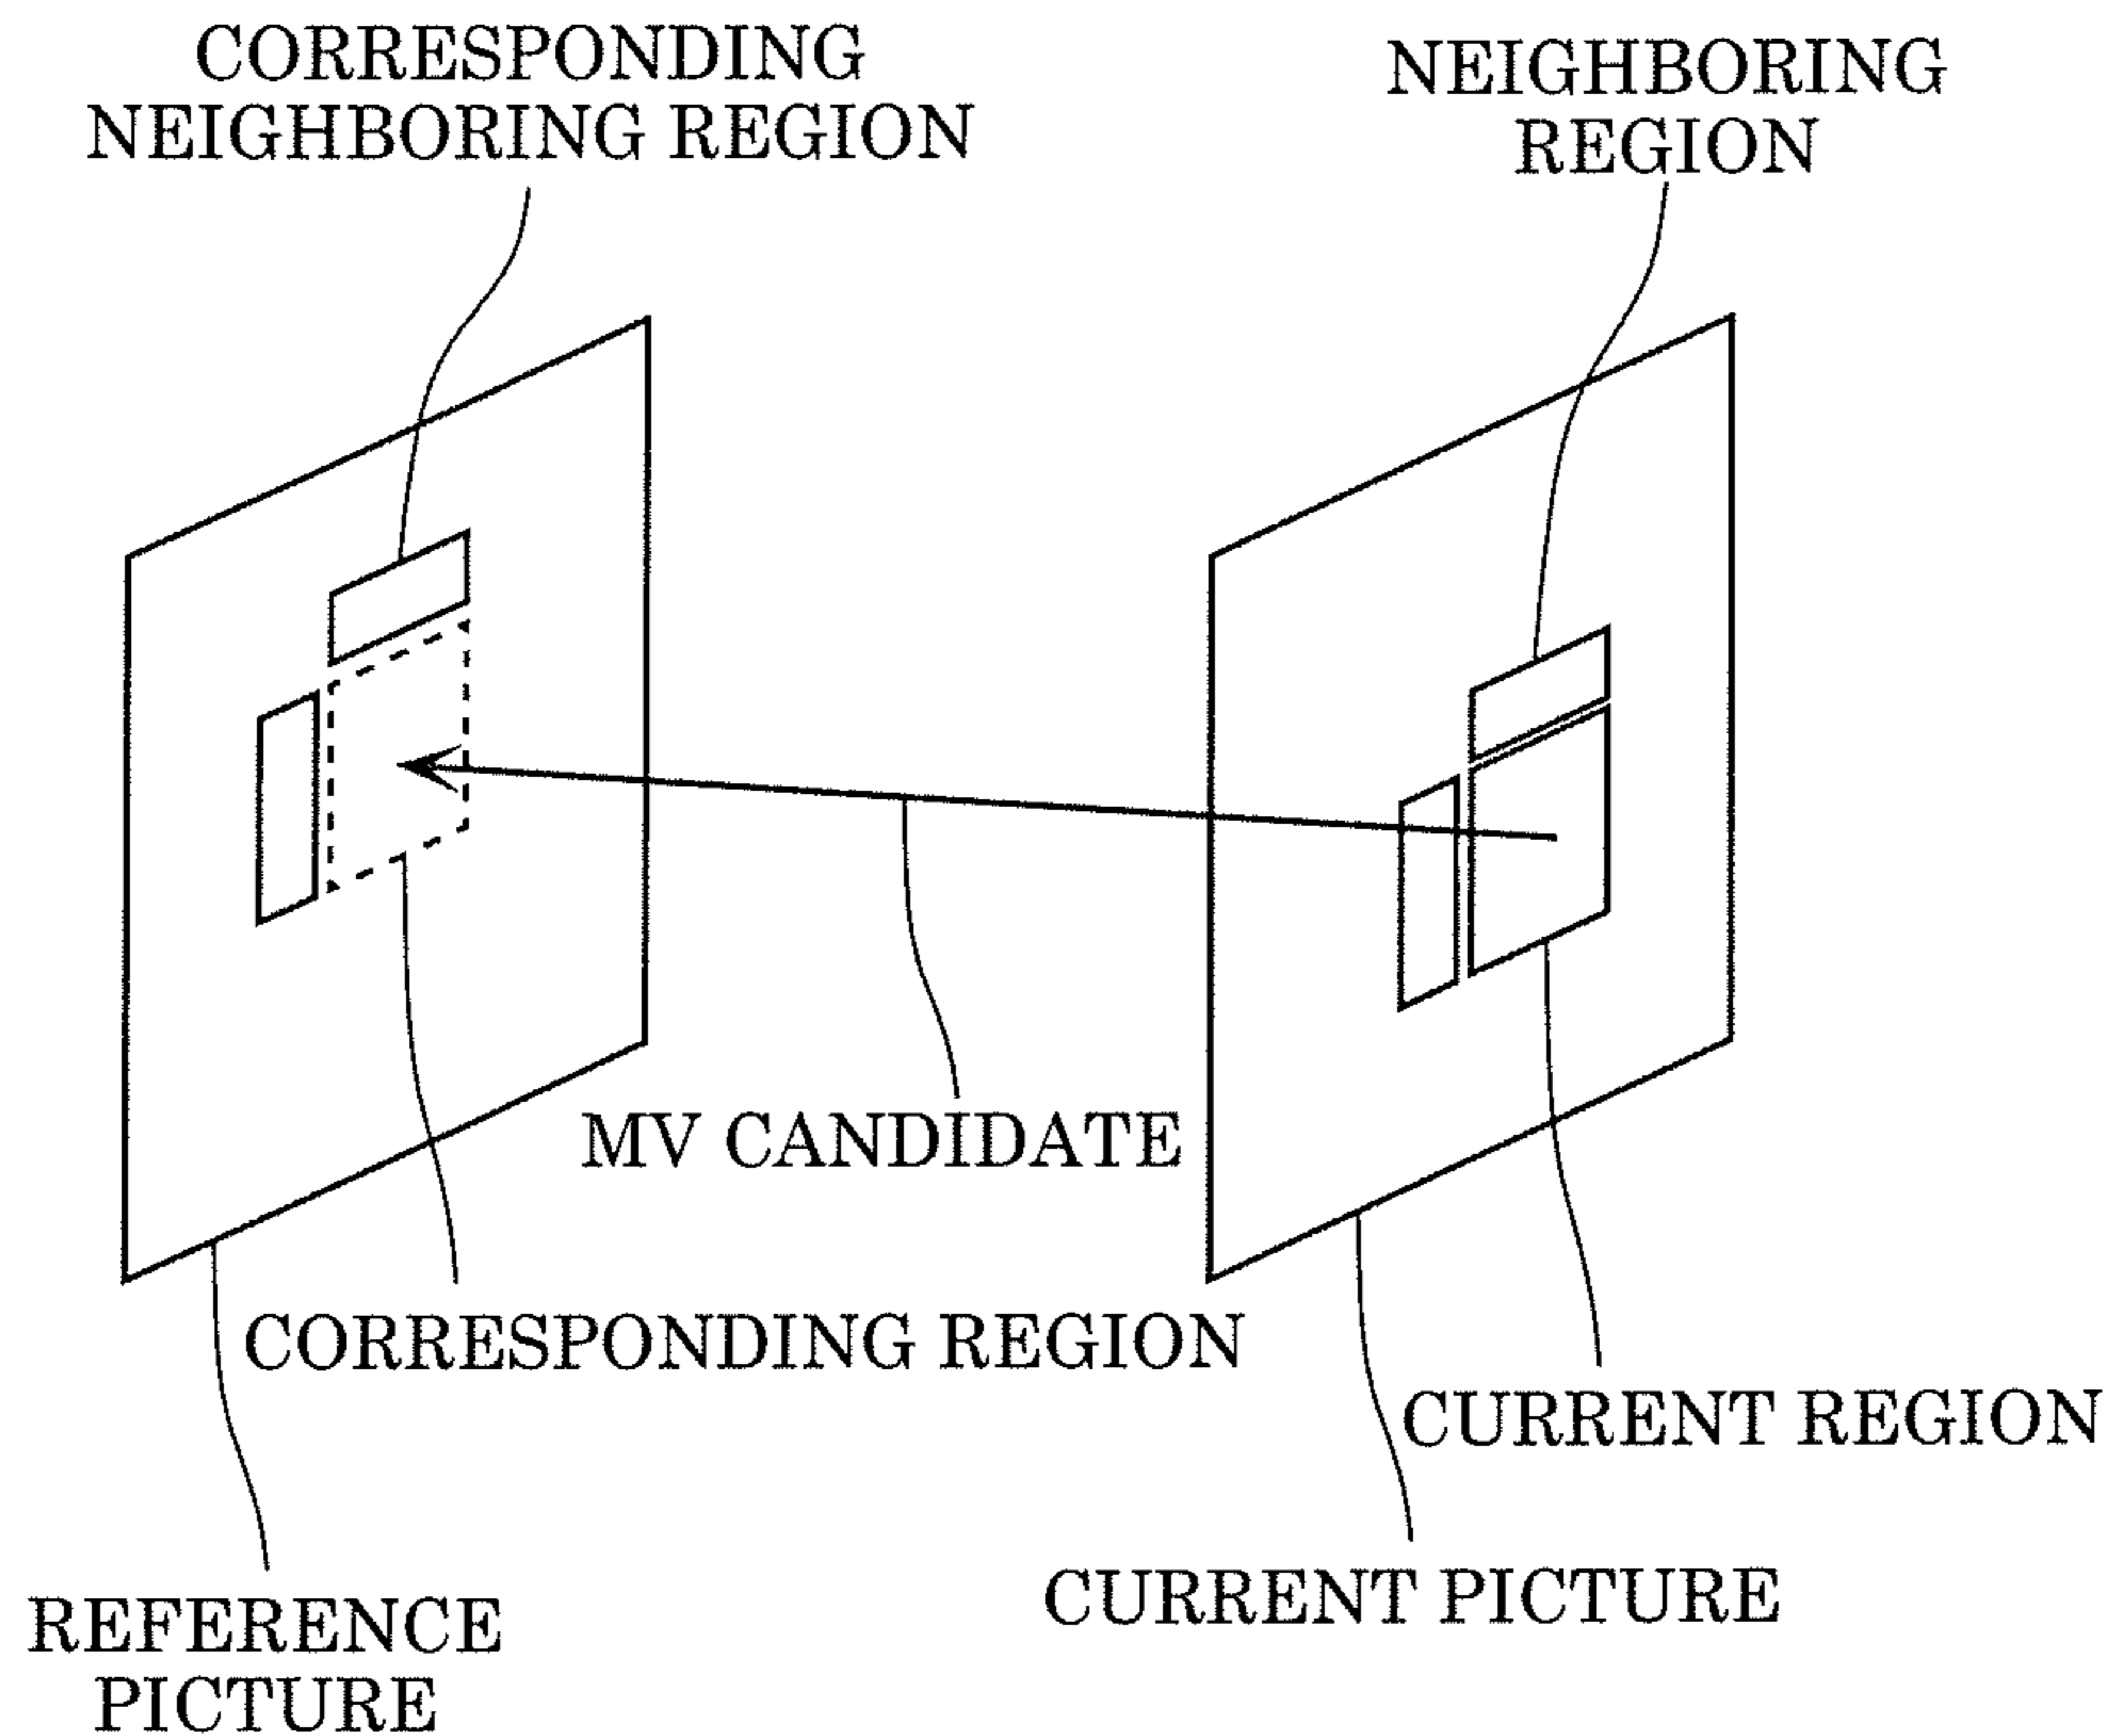 CORRESPONDING
NEIGHBORING REGION
NEIGHBORING
REGION
MV CANDIDATE
CORRESPONDING REGION
CURRENT REGION
CURRENT PICTURE
REFERENCE
PICTURE